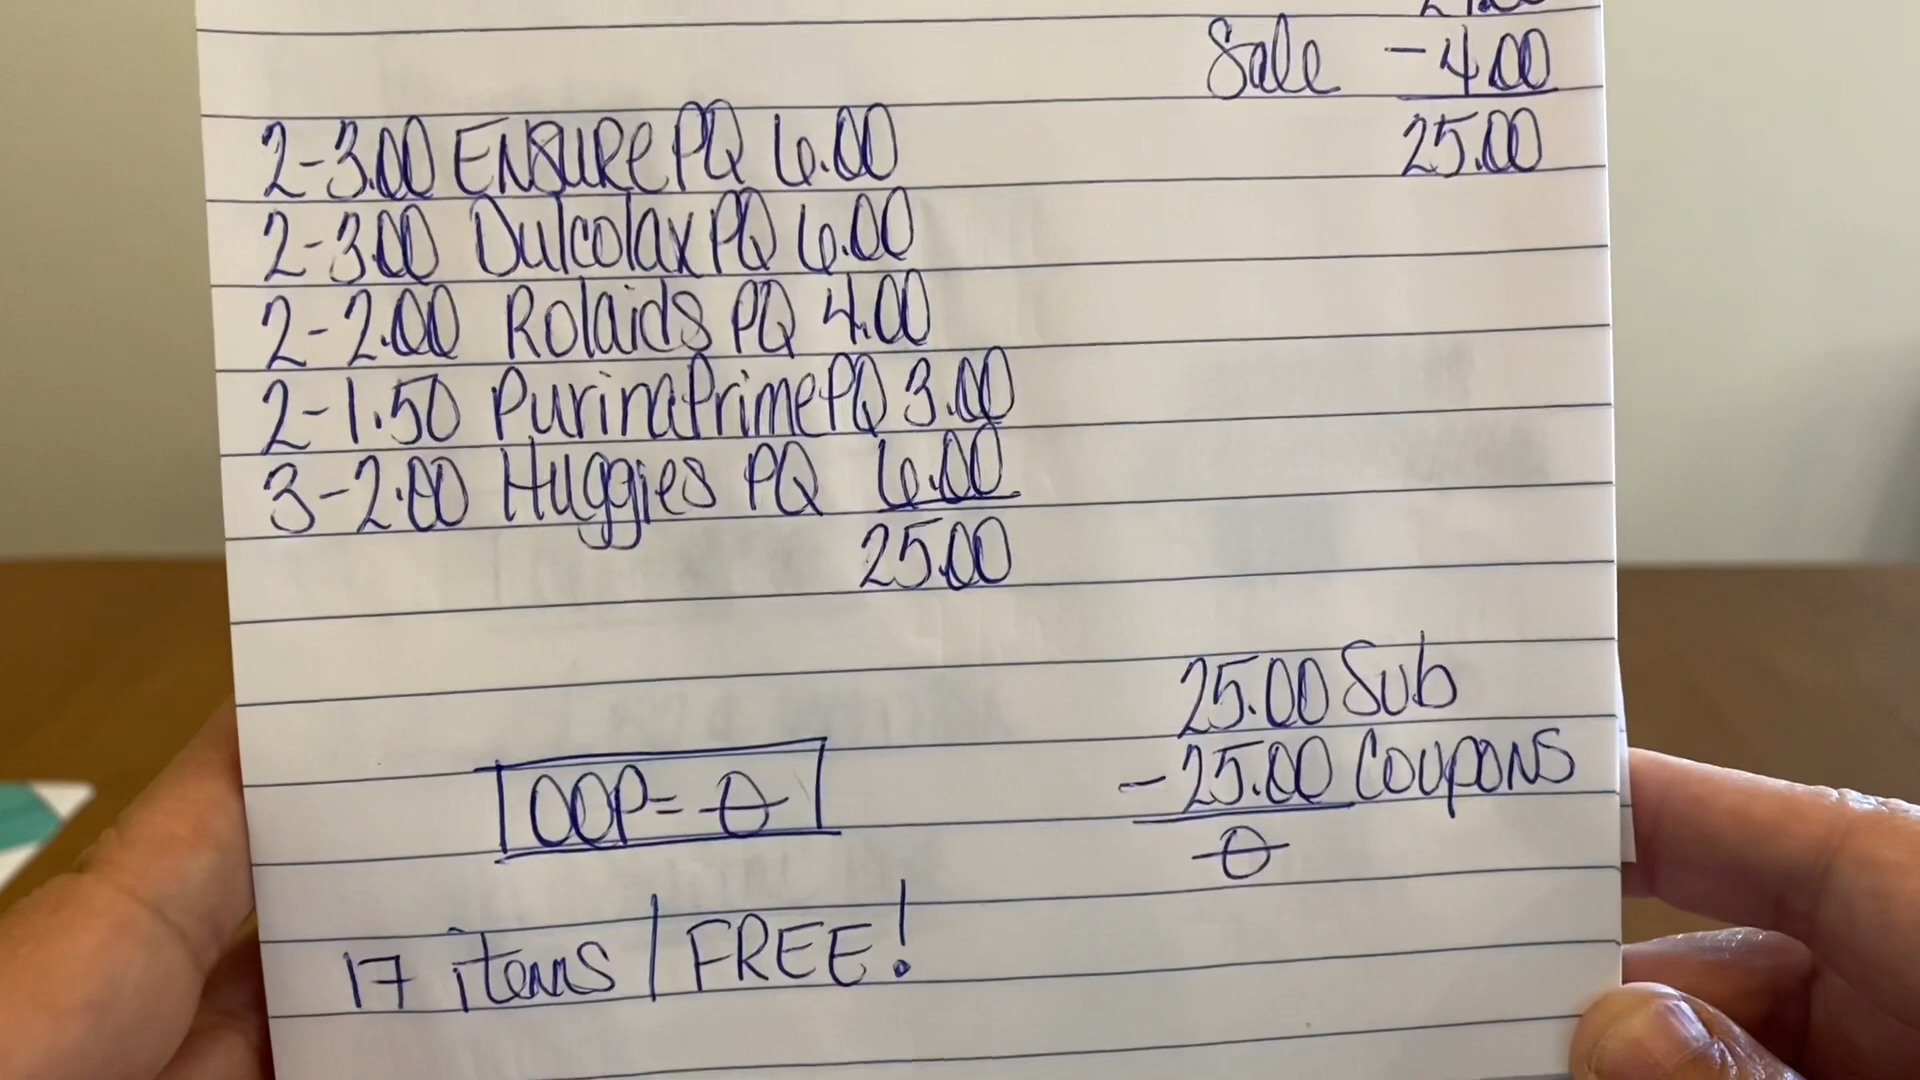 Sale -4.00
25.00
2-3.00 ENSURE PQ 6.00
2-3.00 Dulcolax PQ 6.00
2-2.00 Rolaids PQ 4.00
2-1.50 Purina Prime PQ 3.00
3-2.00 Huggies PQ 6.00
25.00
25.00 Sub
-25.00 COUPONS
0
OOP= 0
17 items / FREE!